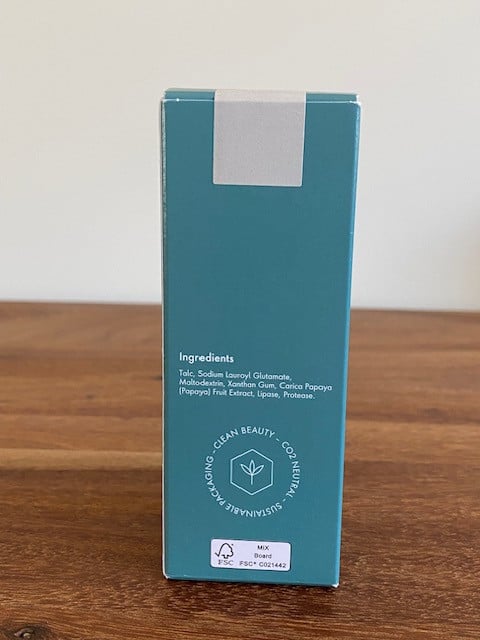 Ingredients
Talc, Sodium Lauroyl Glutamate,
Maltodextrin, Xanthan Gum, Carica Papaya
(Papaya) Fruit Extract, Lipase, Protease.
CLEAN BEAUTY - CO2 NEUTRAL - SUSTAINABLE PACKAGING -
MIX
Board
FSC FSC® C021442